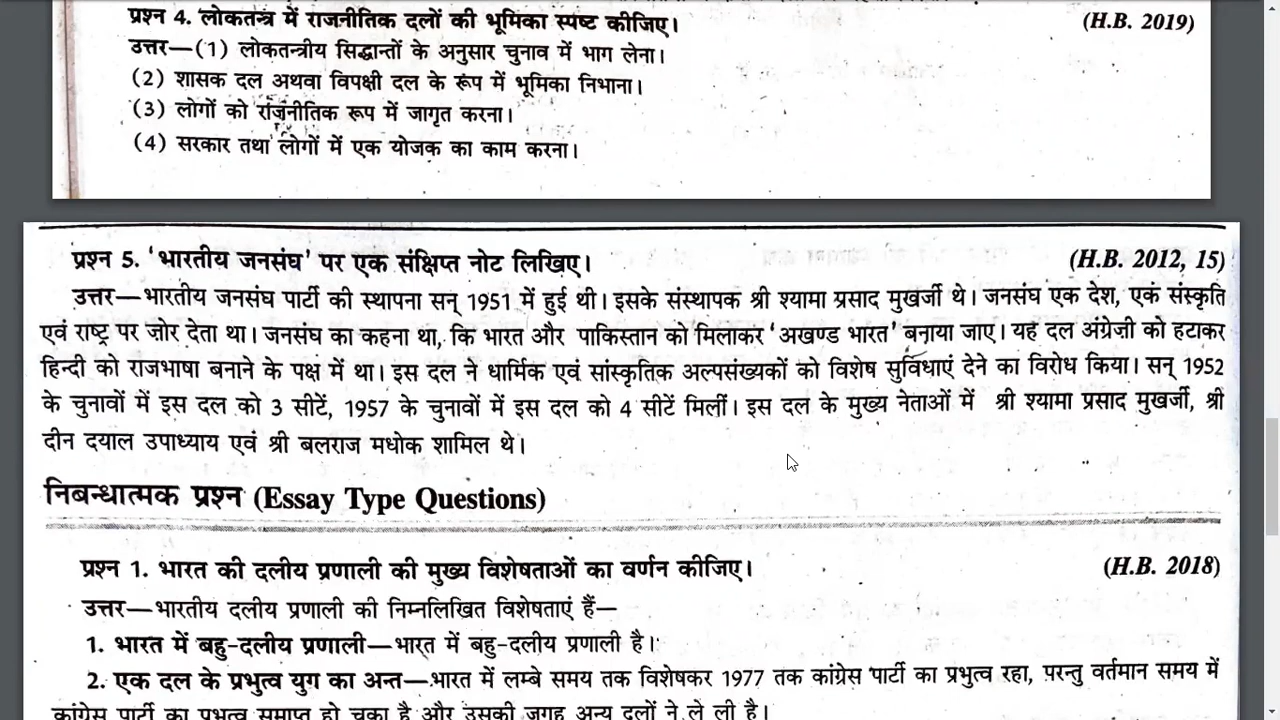 प्रश्न 4. लोकतन्त्र में राजनीतिक दलों की भूमिका स्पष्ट कीजिए। (H.B. 2019)
उत्तर—(1) लोकतन्त्रीय सिद्धान्तों के अनुसार चुनाव में भाग लेना।
(2) शासक दल अथवा विपक्षी दल के रूप में भूमिका निभाना।
(3) लोगों को राजनीतिक रूप में जागृत करना।
(4) सरकार तथा लोगों में एक योजक का काम करना।
प्रश्न 5. 'भारतीय जनसंघ' पर एक संक्षिप्त नोट लिखिए। (H.B. 2012, 15)
उत्तर—भारतीय जनसंघ पार्टी की स्थापना सन् 1951 में हुई थी। इसके संस्थापक श्री श्यामा प्रसाद मुखर्जी थे। जनसंघ एक देश, एक संस्कृति
एवं राष्ट्र पर ज़ोर देता था। जनसंघ का कहना था, कि भारत और पाकिस्तान को मिलाकर 'अखण्ड भारत' बनाया जाए। यह दल अंग्रेजी को हटाकर
हिन्दी को राजभाषा बनाने के पक्ष में था। इस दल ने धार्मिक एवं सांस्कृतिक अल्पसंख्यकों को विशेष सुविधाएं देने का विरोध किया। सन् 1952
के चुनावों में इस दल को 3 सीटें, 1957 के चुनावों में इस दल को 4 सीटें मिलीं। इस दल के मुख्य नेताओं में श्री श्यामा प्रसाद मुखर्जी, श्री
दीन दयाल उपाध्याय एवं श्री बलराज मधोक शामिल थे।
निबन्धात्मक प्रश्न (Essay Type Questions)
प्रश्न 1. भारत की दलीय प्रणाली की मुख्य विशेषताओं का वर्णन कीजिए। (H.B. 2018)
उत्तर—भारतीय दलीय प्रणाली की निम्नलिखित विशेषताएं हैं—
1. भारत में बहु-दलीय प्रणाली—भारत में बहु-दलीय प्रणाली है।
2. एक दल के प्रभुत्व युग का अन्त—भारत में लम्बे समय तक विशेषकर 1977 तक कांग्रेस पार्टी का प्रभुत्व रहा, परन्तु वर्तमान समय में
कांग्रेस पार्टी का प्रभुत्व समाप्त हो चुका है और उसकी जगह अन्य दलों ने ले ली है।